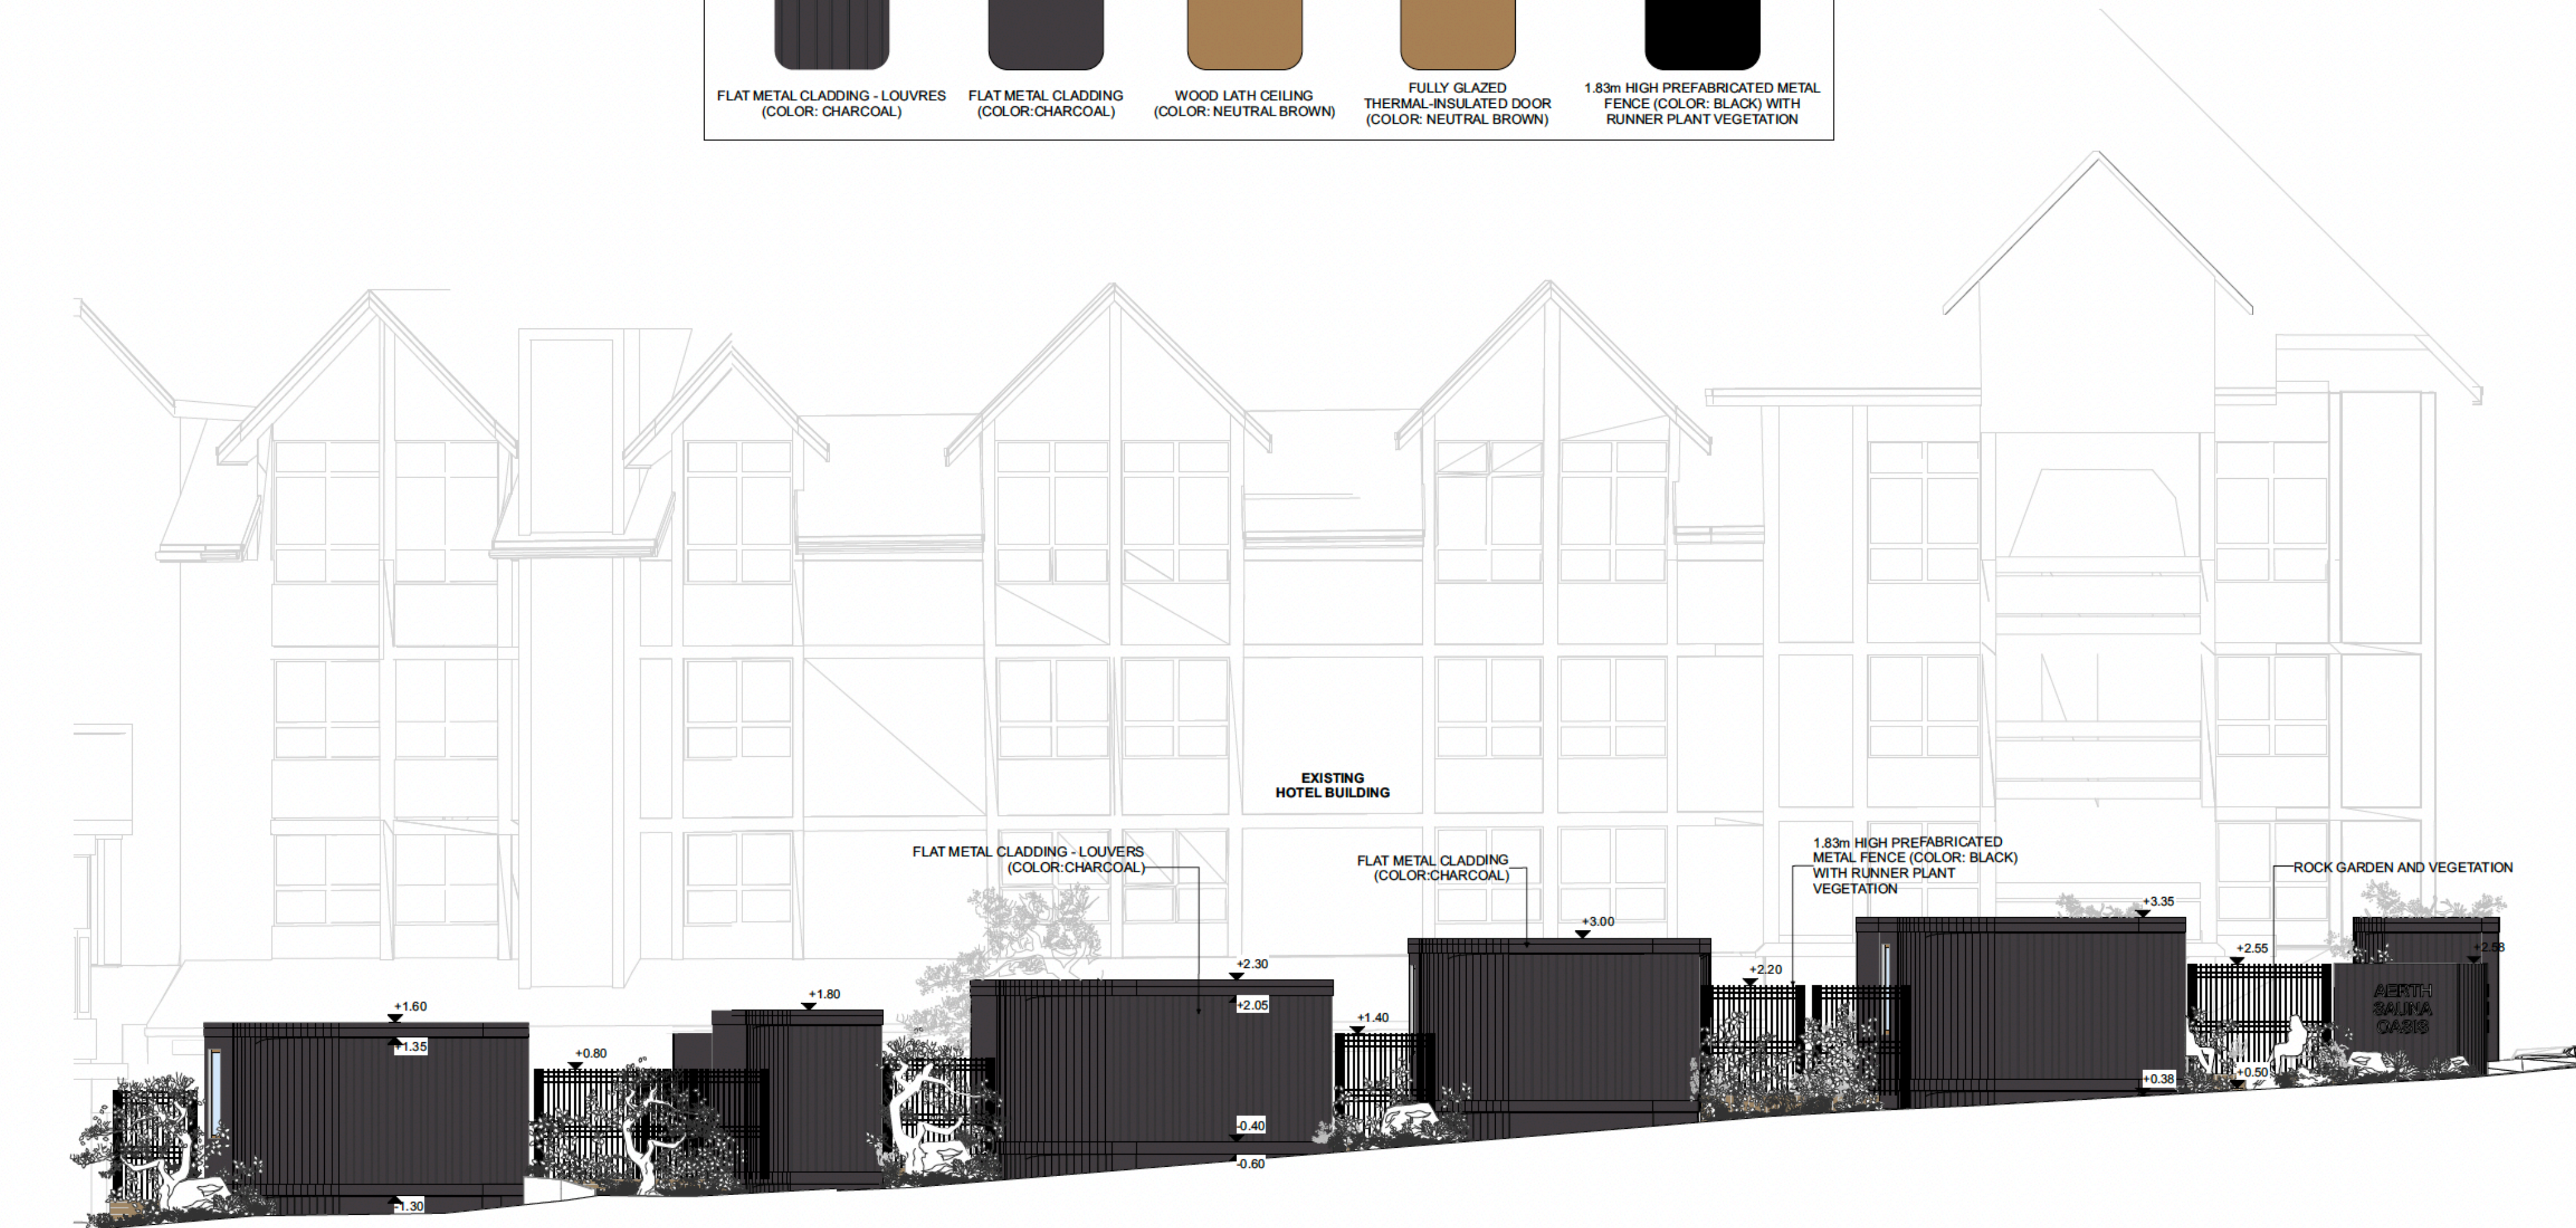 FLAT METAL CLADDING - LOUVRES
(COLOR: CHARCOAL)
FLAT METAL CLADDING
(COLOR:CHARCOAL)
WOOD LATH CEILING
(COLOR: NEUTRAL BROWN)
FULLY GLAZED
THERMAL-INSULATED DOOR
(COLOR: NEUTRAL BROWN)
1.83m HIGH PREFABRICATED METAL
FENCE (COLOR: BLACK) WITH
RUNNER PLANT VEGETATION
EXISTING
HOTEL BUILDING
FLAT METAL CLADDING - LOUVERS
(COLOR:CHARCOAL)
FLAT METAL CLADDING
(COLOR:CHARCOAL)
1.83m HIGH PREFABRICATED
METAL FENCE (COLOR: BLACK)
WITH RUNNER PLANT
VEGETATION
ROCK GARDEN AND VEGETATION
+1.60
+1.35
-1.30
+0.80
+1.80
+2.30
+2.05
-0.40
-0.60
+1.40
+3.00
+2.20
+3.35
+0.38
+2.55
+0.50
+2.58
AERTH
SAUNA
OASIS